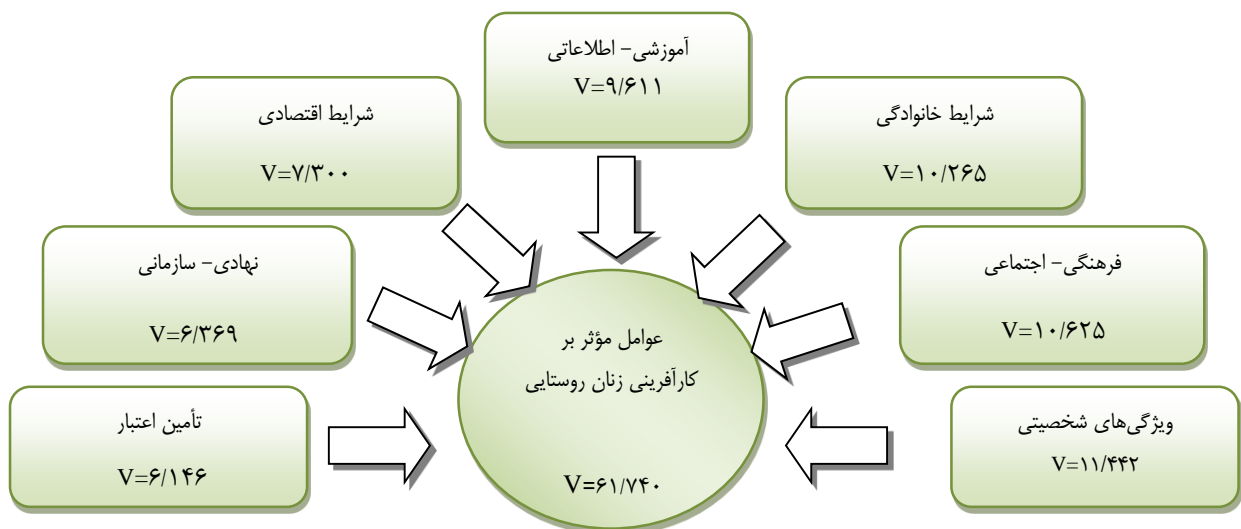 آموزشی- اطلاعاتی
V=۹/۶۱۱
شرایط خانوادگی
V=۱۰/۲۶۵
شرایط اقتصادی
V=۷/۳۰۰
فرهنگی- اجتماعی
V=۱۰/۶۲۵
نهادی- سازمانی
V=۶/۳۶۹
ویژگی‌های شخصیتی
V=۱۱/۴۴۲
تأمین اعتبار
V=۶/۱۴۶
عوامل مؤثر بر
کارآفرینی زنان روستایی
V=۶۱/۷۴۰